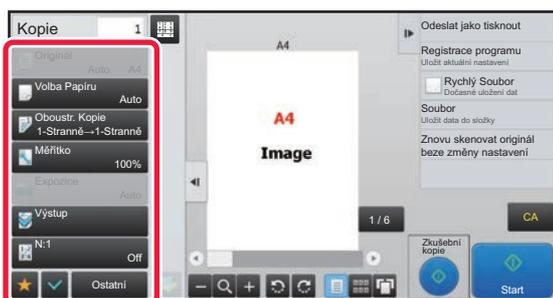 Kopie 1
Originál
Auto A4
Volba Papíru
Auto
Oboustr. Kopie
1-Stranně→1-Stranně
Měřítko
100%
Expozice
Auto
Výstup
N:1
Off
Ostatní
A4
A4
Image
1 / 6
Odeslat jako tisknout
Registrace programu
Uložit aktuální nastavení
Rychlý Soubor
Dočasné uložení dat
Soubor
Uložit data do složky
Znovu skenovat originál
beze změny nastavení
CA
Zkušební
kopie
Start